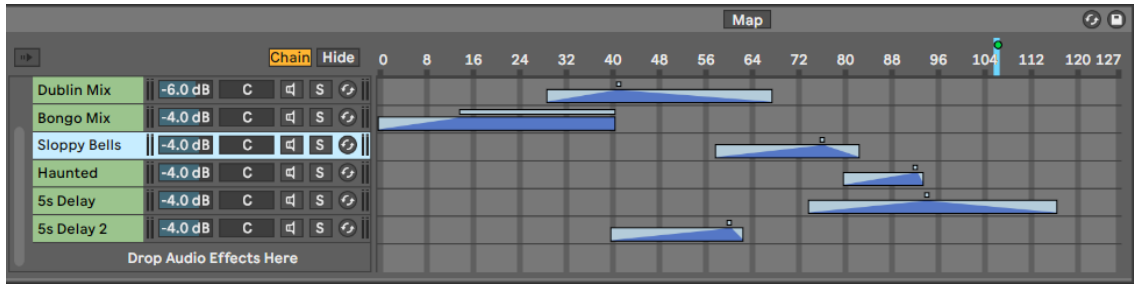 Map
Chain Hide 0 8 16 24 32 40 48 56 64 72 80 88 96 104 112 120 127
Dublin Mix -6.0 dB C S
Bongo Mix -4.0 dB C S
Sloppy Bells -4.0 dB C S
Haunted -4.0 dB C S
5s Delay -4.0 dB C S
5s Delay 2 -4.0 dB C S
Drop Audio Effects Here